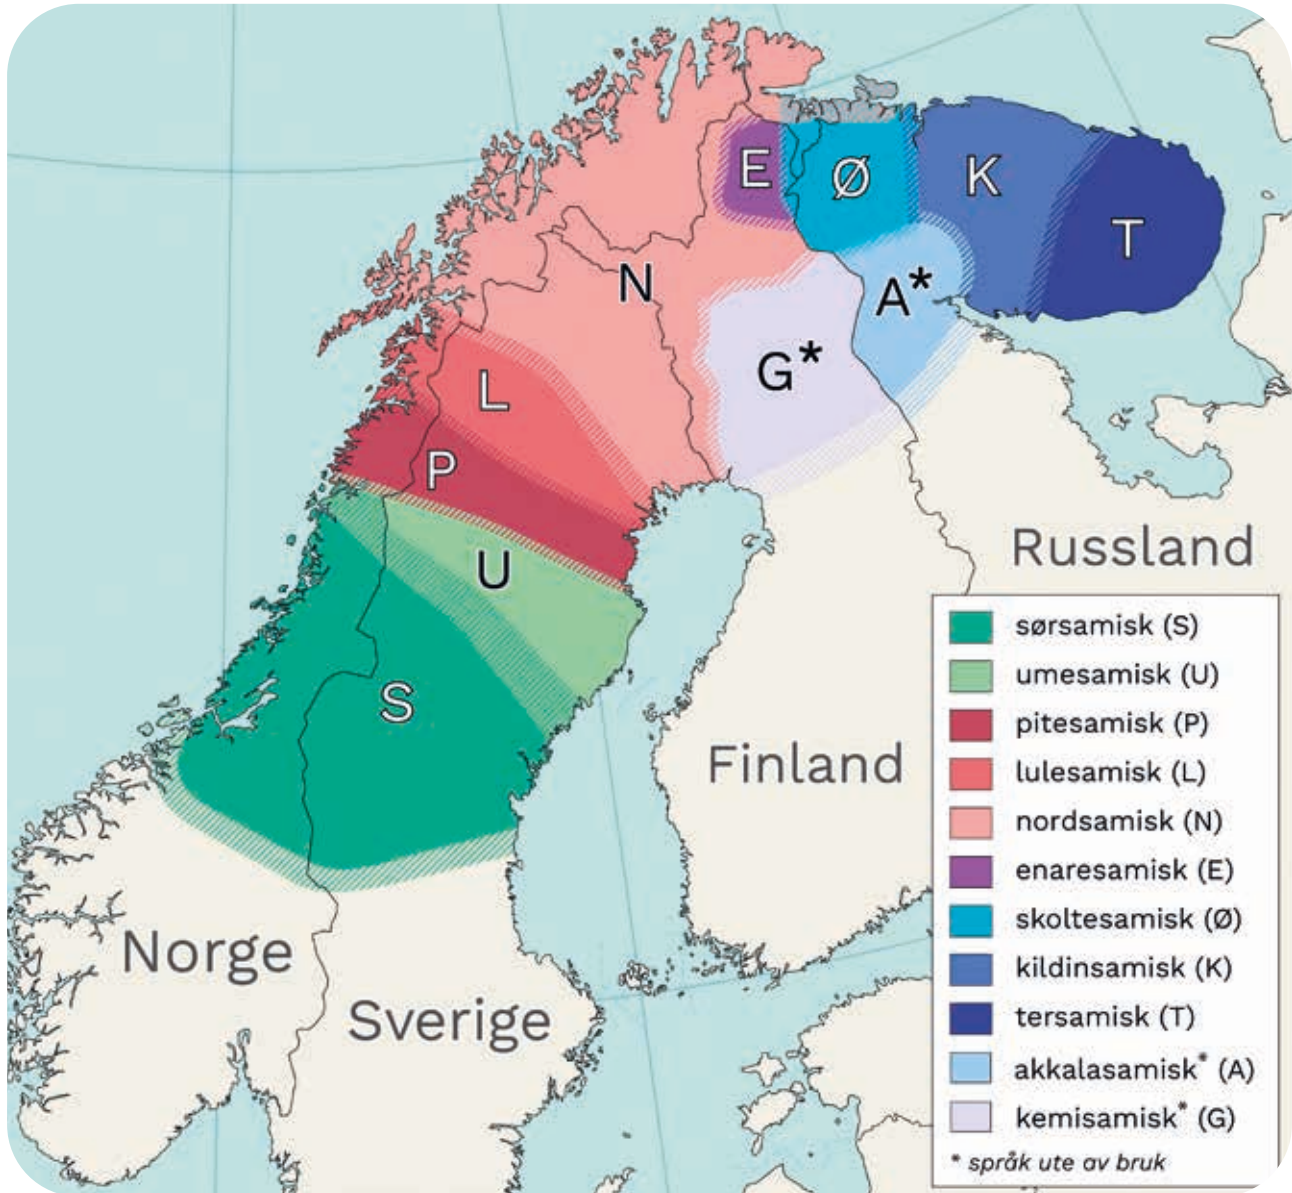 E
Ø
K
T
N
A*
G*
L
P
U
S
Russland
Finland
Norge
Sverige
sørsamisk (S)
umesamisk (U)
pitesamisk (P)
lulesamisk (L)
nordsamisk (N)
enaresamisk (E)
skoltesamisk (Ø)
kildinsamisk (K)
tersamisk (T)
akkalasamisk* (A)
kemisamisk* (G)
* språk ute av bruk